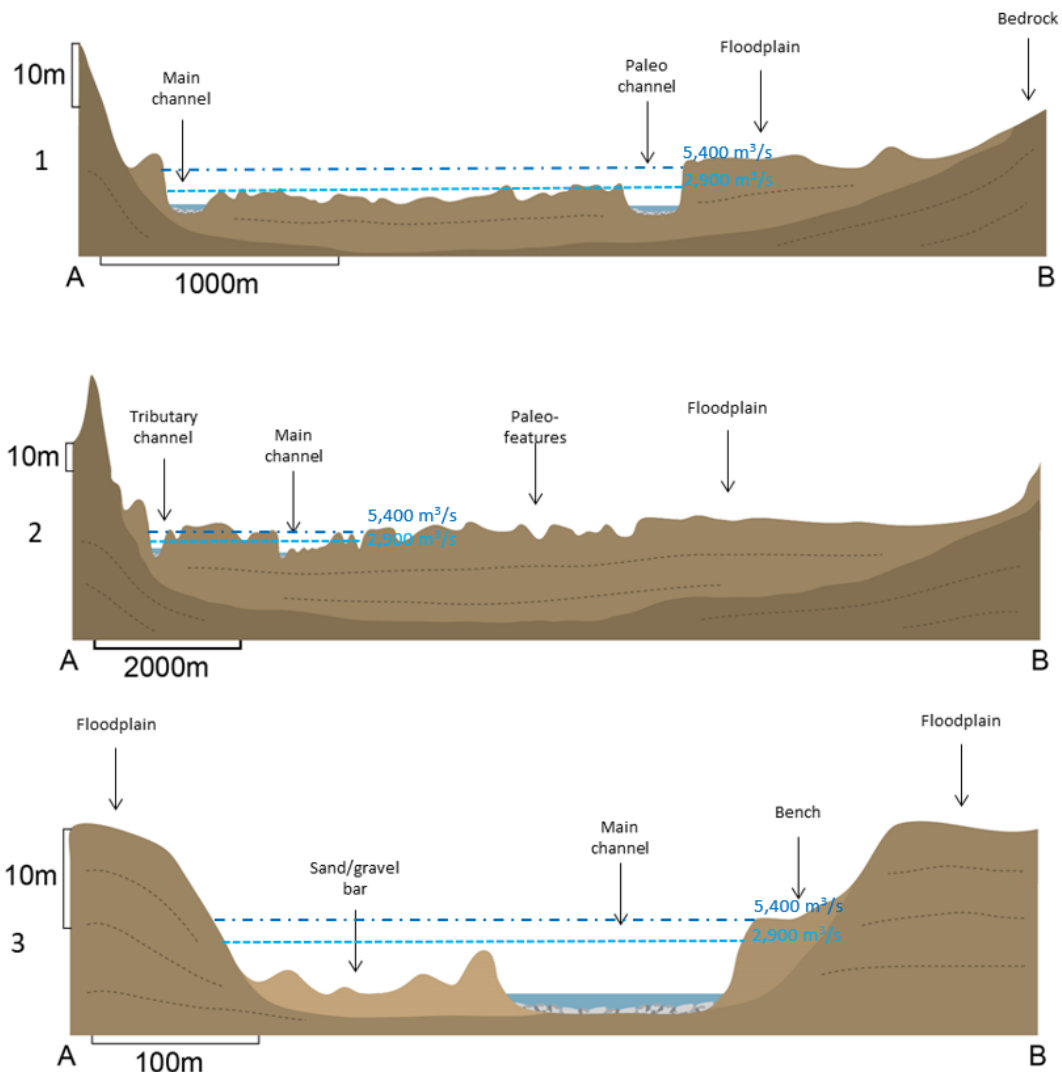 Bedrock
Floodplain
10m
Main
channel
Paleo
channel
1
5,400 m³/s
2,900 m³/s
A
1000m
B
Tributary
channel
Main
channel
Paleo-
features
Floodplain
10m
5,400 m³/s
2
2,900 m³/s
A
2000m
B
Floodplain
Floodplain
10m
Sand/gravel
bar
Main
channel
Bench
5,400 m³/s
3
2,900 m³/s
A
100m
B